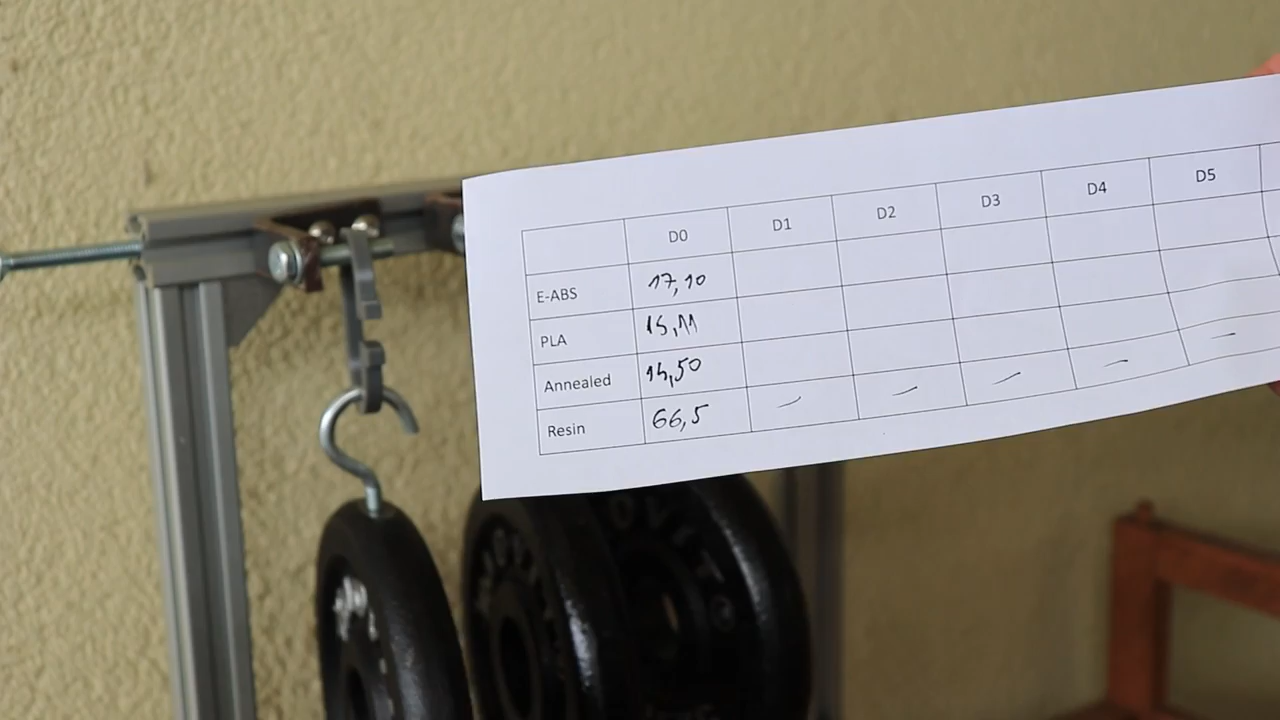 D0 D1 D2 D3 D4 D5
E-ABS 17,10
PLA 15,11
Annealed 14,50
Resin 66,5 – – – – –